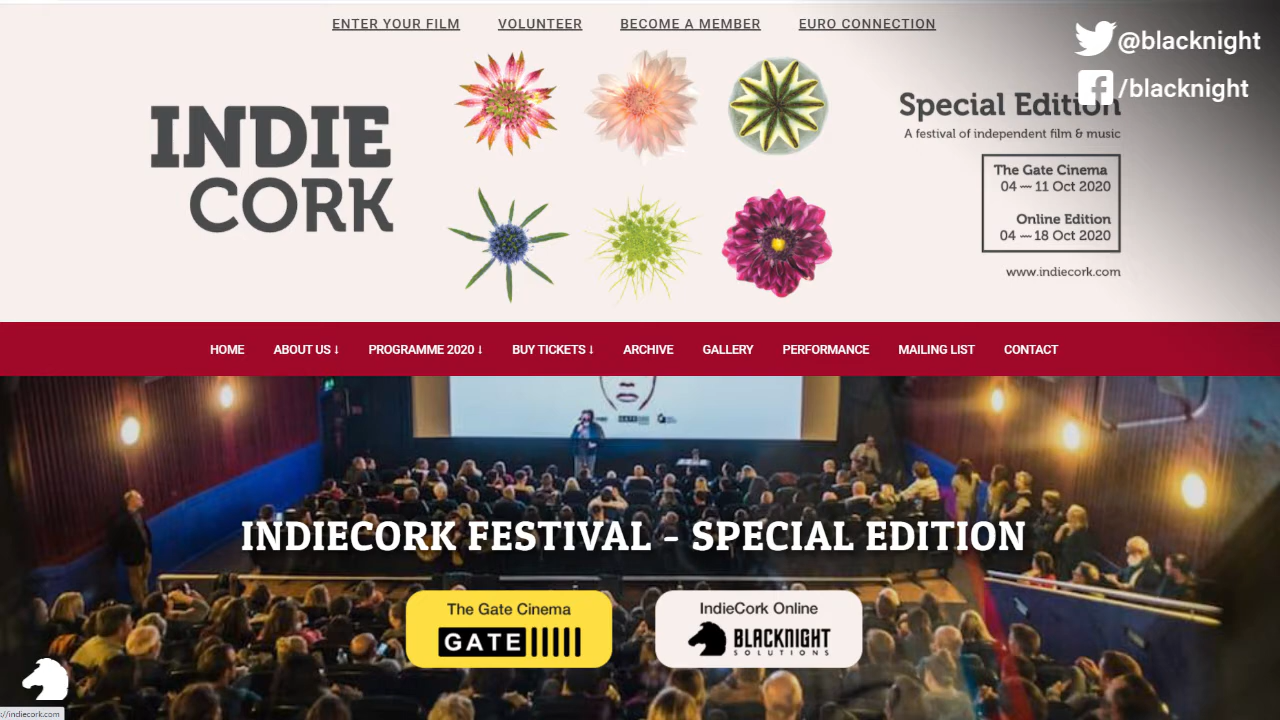 ENTER YOUR FILM VOLUNTEER BECOME A MEMBER EURO CONNECTION
@blacknight
/blacknight
INDIE
CORK
Special Edition
A festival of independent film & music
The Gate Cinema
04 — 11 Oct 2020
Online Edition
04 — 18 Oct 2020
www.indiecork.com
HOME ABOUT US ↓ PROGRAMME 2020 ↓ BUY TICKETS ↓ ARCHIVE GALLERY PERFORMANCE MAILING LIST CONTACT
GATE
INDIECORK FESTIVAL – SPECIAL EDITION
The Gate Cinema
GATE
IndieCork Online
BLACKNIGHT
SOLUTIONS
://indiecork.com